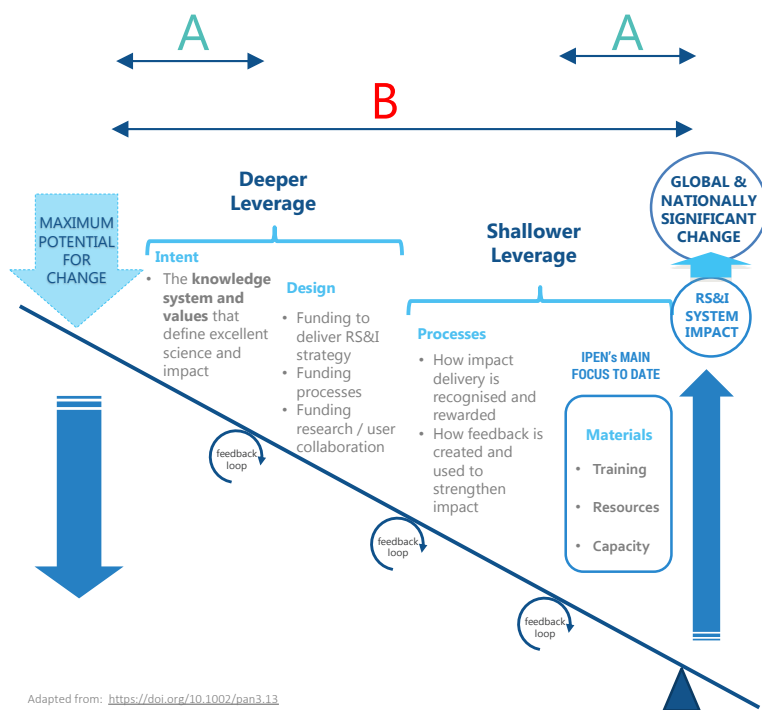 A
A
B
Deeper
Leverage
GLOBAL &
NATIONALLY
SIGNIFICANT
CHANGE
MAXIMUM
POTENTIAL
FOR
CHANGE
Shallower
Leverage
Intent
• The knowledge
system and
values that
define excellent
science and
impact
Design
• Funding to
deliver RS&I
strategy
• Funding
processes
• Funding
research / user
collaboration
RS&I
SYSTEM
IMPACT
Processes
• How impact
delivery is
recognised and
rewarded
• How feedback is
created and
used to
strengthen
impact
IPEN's MAIN
FOCUS TO DATE
Materials
• Training
• Resources
• Capacity
feedback
loop
feedback
loop
feedback
loop
Adapted from: https://doi.org/10.1002/pan3.13